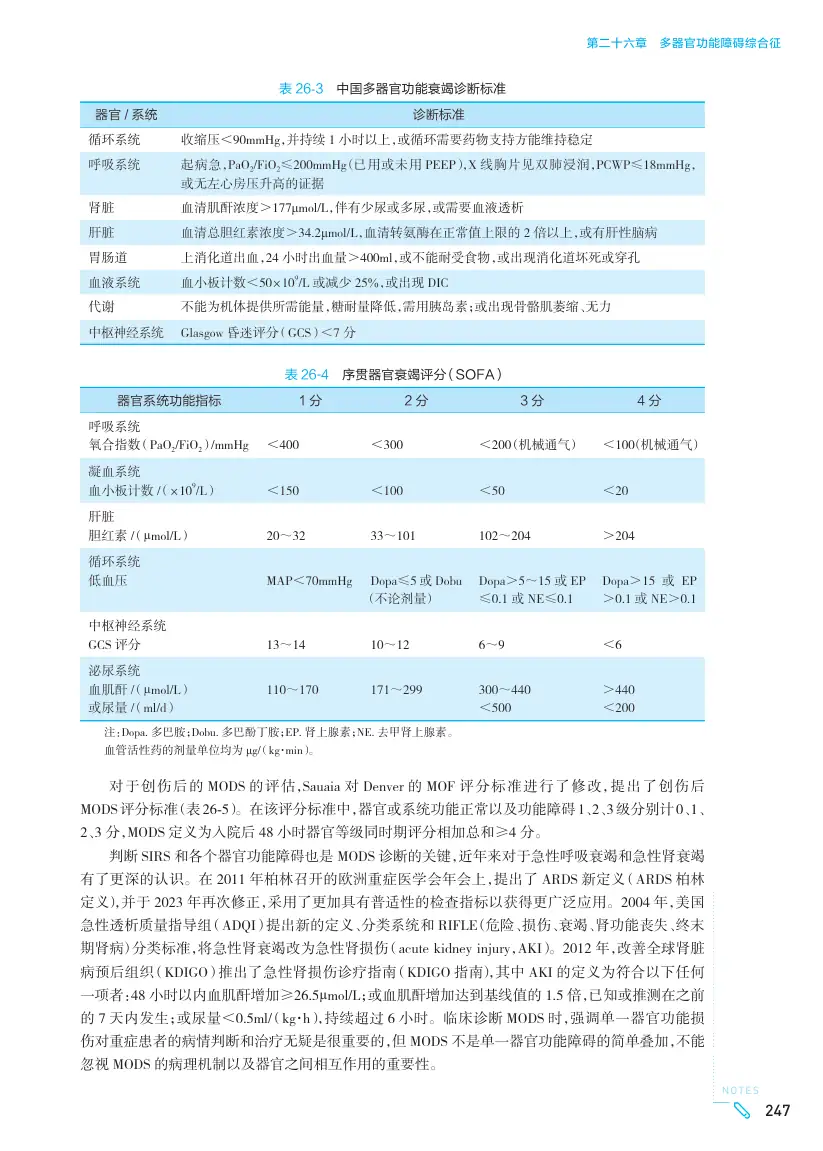 第二十六章 多器官功能障碍综合征
表 26-3 中国多器官功能衰竭诊断标准
器官 / 系统 诊断标准
循环系统 收缩压＜90mmHg，并持续 1 小时以上，或循环需要药物支持方能维持稳定
呼吸系统 起病急，PaO₂/FiO₂≤200mmHg（已用或未用 PEEP），X 线胸片见双肺浸润，PCWP≤18mmHg，
或无左心房压升高的证据
肾脏 血清肌酐浓度＞177μmol/L，伴有少尿或多尿，或需要血液透析
肝脏 血清总胆红素浓度＞34.2μmol/L，血清转氨酶在正常值上限的 2 倍以上，或有肝性脑病
胃肠道 上消化道出血，24 小时出血量＞400ml，或不能耐受食物，或出现消化道坏死或穿孔
血液系统 血小板计数＜50×10⁹/L 或减少 25%，或出现 DIC
代谢 不能为机体提供所需能量，糖耐量降低，需用胰岛素；或出现骨骼肌萎缩、无力
中枢神经系统 Glasgow 昏迷评分（GCS）＜7 分
表 26-4 序贯器官衰竭评分（SOFA）
器官系统功能指标 1 分 2 分 3 分 4 分
呼吸系统
氧合指数（PaO₂/FiO₂）/mmHg ＜400 ＜300 ＜200（机械通气） ＜100（机械通气）
凝血系统
血小板计数 /（×10⁹/L） ＜150 ＜100 ＜50 ＜20
肝脏
胆红素 /（μmol/L） 20～32 33～101 102～204 ＞204
循环系统
低血压 MAP＜70mmHg Dopa≤5 或 Dobu Dopa＞5～15 或 EP Dopa＞15 或 EP
（不论剂量） ≤0.1 或 NE≤0.1 ＞0.1 或 NE＞0.1
中枢神经系统
GCS 评分 13～14 10～12 6～9 ＜6
泌尿系统
血肌酐 /（μmol/L） 110～170 171～299 300～440 ＞440
或尿量 /（ml/d） ＜500 ＜200
注：Dopa. 多巴胺；Dobu. 多巴酚丁胺；EP. 肾上腺素；NE. 去甲肾上腺素。
血管活性药的剂量单位均为 μg/（kg·min）。
对于创伤后的 MODS 的评估，Sauaia 对 Denver 的 MOF 评分标准进行了修改，提出了创伤后
MODS 评分标准（表 26-5）。在该评分标准中，器官或系统功能正常以及功能障碍 1、2、3 级分别计 0、1、
2、3 分，MODS 定义为入院后 48 小时器官等级同时期评分相加总和≥4 分。
判断 SIRS 和各个器官功能障碍也是 MODS 诊断的关键，近年来对于急性呼吸衰竭和急性肾衰竭
有了更深的认识。在 2011 年柏林召开的欧洲重症医学会年会上，提出了 ARDS 新定义（ARDS 柏林
定义），并于 2023 年再次修正，采用了更加具有普适性的检查指标以获得更广泛应用。2004 年，美国
急性透析质量指导组（ADQI）提出新的定义、分类系统和 RIFLE（危险、损伤、衰竭、肾功能丧失、终末
期肾病）分类标准，将急性肾衰竭改为急性肾损伤（acute kidney injury，AKI）。2012 年，改善全球肾脏
病预后组织（KDIGO）推出了急性肾损伤诊疗指南（KDIGO 指南），其中 AKI 的定义为符合以下任何
一项者：48 小时以内血肌酐增加≥26.5μmol/L；或血肌酐增加达到基线值的 1.5 倍，已知或推测在之前
的 7 天内发生；或尿量＜0.5ml/（kg·h），持续超过 6 小时。临床诊断 MODS 时，强调单一器官功能损
伤对重症患者的病情判断和治疗无疑是很重要的，但 MODS 不是单一器官功能障碍的简单叠加，不能
忽视 MODS 的病理机制以及器官之间相互作用的重要性。
NOTES
247